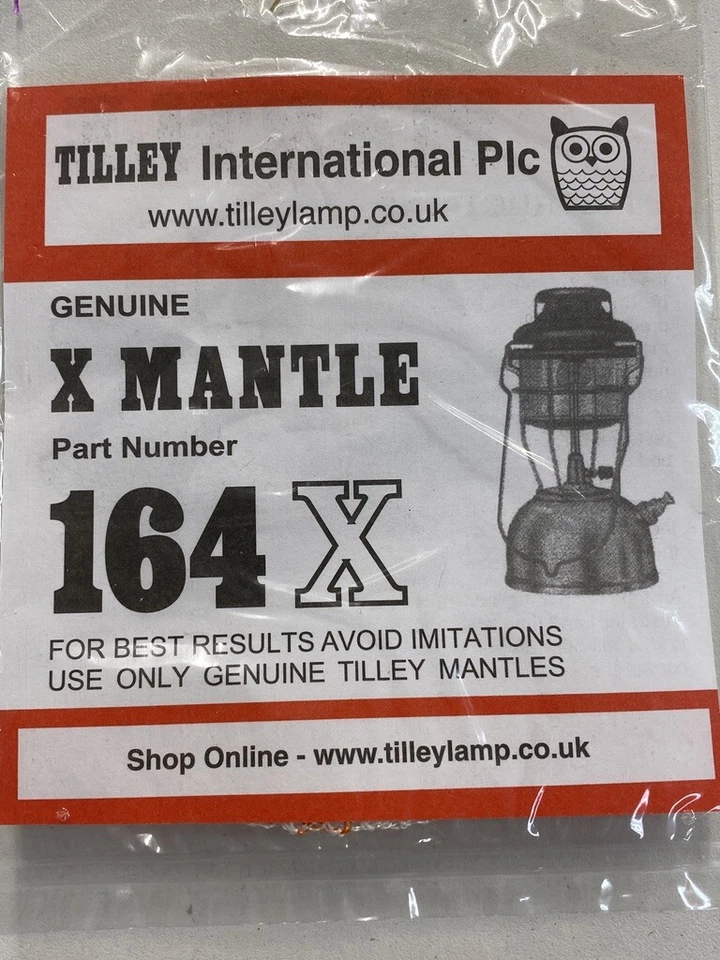 TILLEY International Plc
www.tilleylamp.co.uk
GENUINE
X MANTLE
Part Number
164 X
FOR BEST RESULTS AVOID IMITATIONS
USE ONLY GENUINE TILLEY MANTLES
Shop Online - www.tilleylamp.co.uk